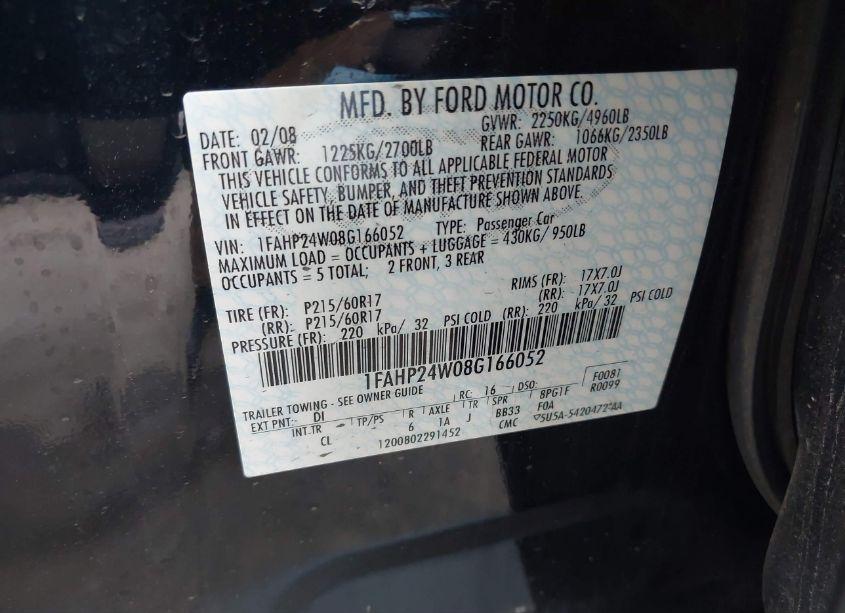 MFD. BY FORD MOTOR CO.
DATE: 02/08 GVWR: 2250KG/4960LB
FRONT GAWR: 1225KG/2700LB REAR GAWR: 1066KG/2350LB
THIS VEHICLE CONFORMS TO ALL APPLICABLE FEDERAL MOTOR
VEHICLE SAFETY, BUMPER, AND THEFT PREVENTION STANDARDS
IN EFFECT ON THE DATE OF MANUFACTURE SHOWN ABOVE.
VIN: 1FAHP24W08G166052 TYPE: Passenger Car
MAXIMUM LOAD = OCCUPANTS + LUGGAGE = 430KG/ 950LB
OCCUPANTS = 5 TOTAL; 2 FRONT, 3 REAR
TIRE (FR): P215/60R17 RIMS (FR): 17X7.0J
(RR): P215/60R17 (RR): 17X7.0J
PRESSURE (FR): 220 kPa/ 32 PSI COLD (RR): 220 kPa/ 32 PSI COLD
1FAHP24W08G166052
TRAILER TOWING - SEE OWNER GUIDE
EXT PNT: DI RC: 16 DSO: F0081
INT.TR TP/PS R AXLE TR SPR 8PG1F R0099
CL 6 1A J BB33 F0A
1200802291452 CMC ▽5U5A-5420472-AA